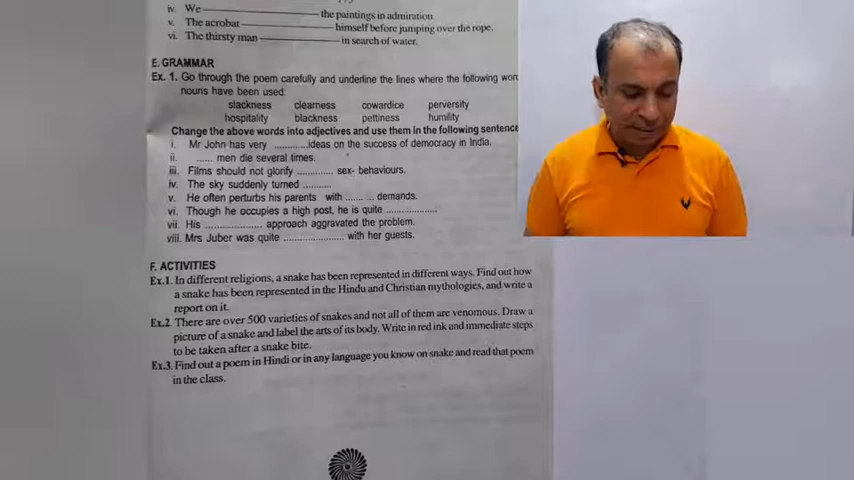 iv. We the paintings in admiration.
v. The acrobat himself before jumping over the rope.
vi. The thirsty man in search of water.
E. GRAMMAR
Ex. 1. Go through the poem carefully and underline the lines where the following wor
nouns have been used:
slackness clearness cowardice perversity
hospitality blackness pettiness humility
Change the above words into adjectives and use them in the following sentence
i. Mr John has very ............ideas on the success of democracy in India.
ii. ...... men die several times.
iii. Films should not glorify ............. sex- behaviours.
iv. The sky suddenly turned ..........
v. He often perturbs his parents with ....... ... demands.
vi. Though he occupies a high post, he is quite ..................
vii. His ................... approach aggravated the problem.
viii. Mrs Juber was quite ..................... with her guests.
F. ACTIVITIES
Ex.1. In different religions, a snake has been represented in different ways. Find out how
a snake has been represented in the Hindu and Christian mythologies, and write a
report on it.
Ex.2 There are over 500 varieties of snakes and not all of them are venomous. Draw a
picture of a snake and label the arts of its body. Write in red ink and immediate steps
to be taken after a snake bite.
Ex.3. Find out a poem in Hindi or in any language you know on snake and read that poem
in the class.